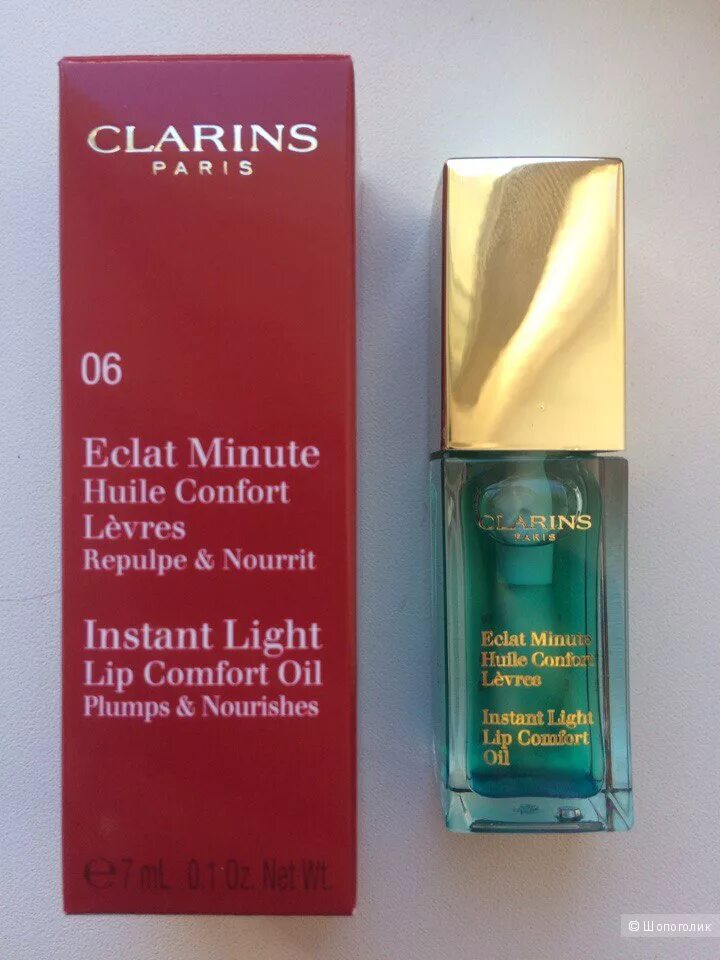 CLARINS
PARIS
06
Eclat Minute
Huile Confort
Lèvres
Repulpe & Nourrit
Instant Light
Lip Comfort Oil
Plumps & Nourishes
℮ 7 mL 0.1 Oz. Net Wt.
CLARINS
PARIS
Eclat Minute
Huile Confort
Lèvres
Instant Light
Lip Comfort
Oil
© Шопоголик